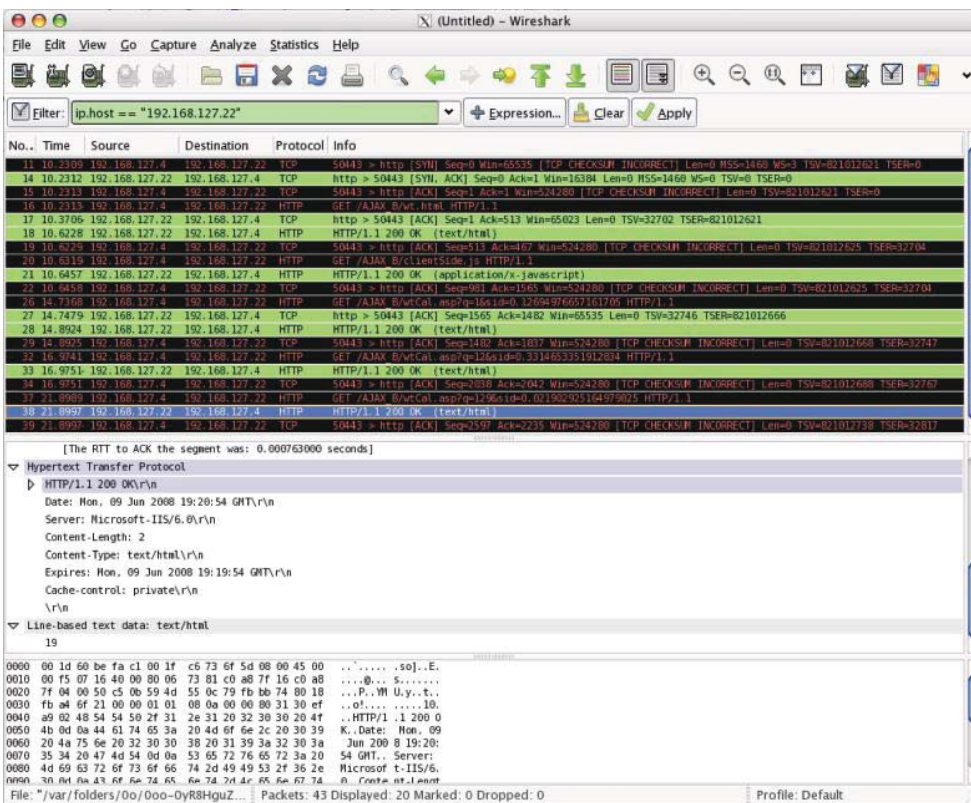 (Untitled) – Wireshark
File Edit View Go Capture Analyze Statistics Help
Filter: ip.host == "192.168.127.22" Expression... Clear Apply
No.. Time Source Destination Protocol Info
11 10.2309 192.168.127.4 192.168.127.22 TCP 50443 > http [SYN] Seq=0 Win=65535 [TCP CHECKSUM INCORRECT] Len=0 MSS=1460 WS=3 TSV=821012621 TSER=0
14 10.2312 192.168.127.22 192.168.127.4 TCP http > 50443 [SYN, ACK] Seq=0 Ack=1 Win=16384 Len=0 MSS=1460 WS=0 TSV=0 TSER=0
15 10.2313 192.168.127.4 192.168.127.22 TCP 50443 > http [ACK] Seq=1 Ack=1 Win=524280 [TCP CHECKSUM INCORRECT] Len=0 TSV=821012621 TSER=0
16 10.2313 192.168.127.4 192.168.127.22 HTTP GET /AJAX_B/wt.html HTTP/1.1
17 10.3706 192.168.127.22 192.168.127.4 TCP http > 50443 [ACK] Seq=1 Ack=513 Win=65023 Len=0 TSV=32702 TSER=821012621
18 10.6228 192.168.127.22 192.168.127.4 HTTP HTTP/1.1 200 OK (text/html)
19 10.6229 192.168.127.4 192.168.127.22 TCP 50443 > http [ACK] Seq=513 Ack=467 Win=524280 [TCP CHECKSUM INCORRECT] Len=0 TSV=821012625 TSER=32704
20 10.6319 192.168.127.4 192.168.127.22 HTTP GET /AJAX_B/clientSide.js HTTP/1.1
21 10.6457 192.168.127.22 192.168.127.4 HTTP HTTP/1.1 200 OK (application/x-javascript)
22 10.6458 192.168.127.4 192.168.127.22 TCP 50443 > http [ACK] Seq=981 Ack=1565 Win=524280 [TCP CHECKSUM INCORRECT] Len=0 TSV=821012625 TSER=32704
26 14.7368 192.168.127.4 192.168.127.22 HTTP GET /AJAX_B/wtCal.asp?q=1&sid=0.12694976657161705 HTTP/1.1
27 14.7479 192.168.127.22 192.168.127.4 TCP http > 50443 [ACK] Seq=1565 Ack=1482 Win=65535 Len=0 TSV=32746 TSER=821012666
28 14.8924 192.168.127.22 192.168.127.4 HTTP HTTP/1.1 200 OK (text/html)
29 14.8925 192.168.127.4 192.168.127.22 TCP 50443 > http [ACK] Seq=1482 Ack=1837 Win=524280 [TCP CHECKSUM INCORRECT] Len=0 TSV=821012668 TSER=32747
32 16.9741 192.168.127.4 192.168.127.22 HTTP GET /AJAX_B/wtCal.asp?q=12&sid=0.3314653351912834 HTTP/1.1
33 16.9751 192.168.127.22 192.168.127.4 HTTP HTTP/1.1 200 OK (text/html)
34 16.9751 192.168.127.4 192.168.127.22 TCP 50443 > http [ACK] Seq=2038 Ack=2042 Win=524280 [TCP CHECKSUM INCORRECT] Len=0 TSV=821012688 TSER=32767
37 21.8989 192.168.127.4 192.168.127.22 HTTP GET /AJAX_B/wtCal.asp?q=129&sid=0.021902925164979825 HTTP/1.1
38 21.8997 192.168.127.22 192.168.127.4 HTTP HTTP/1.1 200 OK (text/html)
39 21.8997 192.168.127.4 192.168.127.22 TCP 50443 > http [ACK] Seq=2597 Ack=2235 Win=524280 [TCP CHECKSUM INCORRECT] Len=0 TSV=821012738 TSER=32817
[The RTT to ACK the segment was: 0.000763000 seconds]
Hypertext Transfer Protocol
HTTP/1.1 200 OK\r\n
Date: Mon, 09 Jun 2008 19:20:54 GMT\r\n
Server: Microsoft-IIS/6.0\r\n
Content-Length: 2
Content-Type: text/html\r\n
Expires: Mon, 09 Jun 2008 19:19:54 GMT\r\n
Cache-control: private\r\n
\r\n
Line-based text data: text/html
19
0000 00 1d 60 be fa c1 00 1f c6 73 6f 5d 08 00 45 00 ..`..... .so]..E.
0010 00 f5 07 16 40 00 80 06 73 81 c0 a8 7f 16 c0 a8 ....@... s.......
0020 7f 04 00 50 c5 0b 59 4d 55 0c 79 fb bb 74 80 18 ...P..YM U.y..t..
0030 fb a4 6f 21 00 00 01 01 08 0a 00 00 80 31 30 ef ..o!.... .....10.
0040 a9 02 48 54 54 50 2f 31 2e 31 20 32 30 30 20 4f ..HTTP/1 .1 200 O
0050 4b 0d 0a 44 61 74 65 3a 20 4d 6f 6e 2c 20 30 39 K..Date: Mon, 09
0060 20 4a 75 6e 20 32 30 30 38 20 31 39 3a 32 30 3a Jun 200 8 19:20:
0070 35 34 20 47 4d 54 0d 0a 53 65 72 76 65 72 3a 20 54 GMT.. Server:
0080 4d 69 63 72 6f 73 6f 66 74 2d 49 49 53 2f 36 2e Microsof t-IIS/6.
0090 30 0d 0a 43 6f 6e 74 65 6e 74 2d 4c 65 6e 67 74 0..Conte nt-Lengt
File: "/var/folders/0o/0oo-0yR8HguZ... Packets: 43 Displayed: 20 Marked: 0 Dropped: 0 Profile: Default